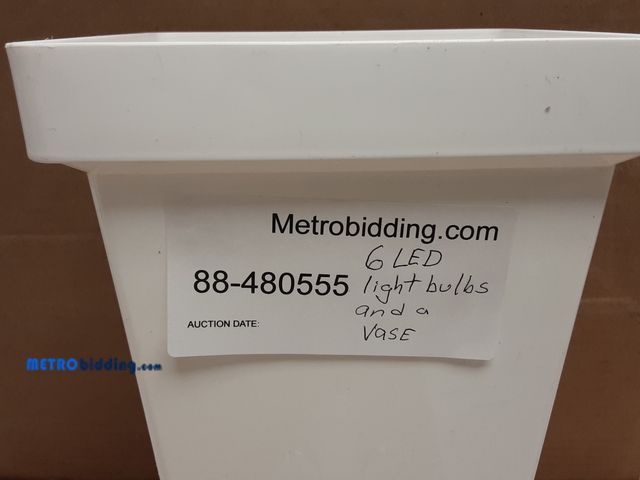 Metrobidding.com
88-480555
AUCTION DATE:
6 LED
light bulbs
and a
VASE
METRObidding.com